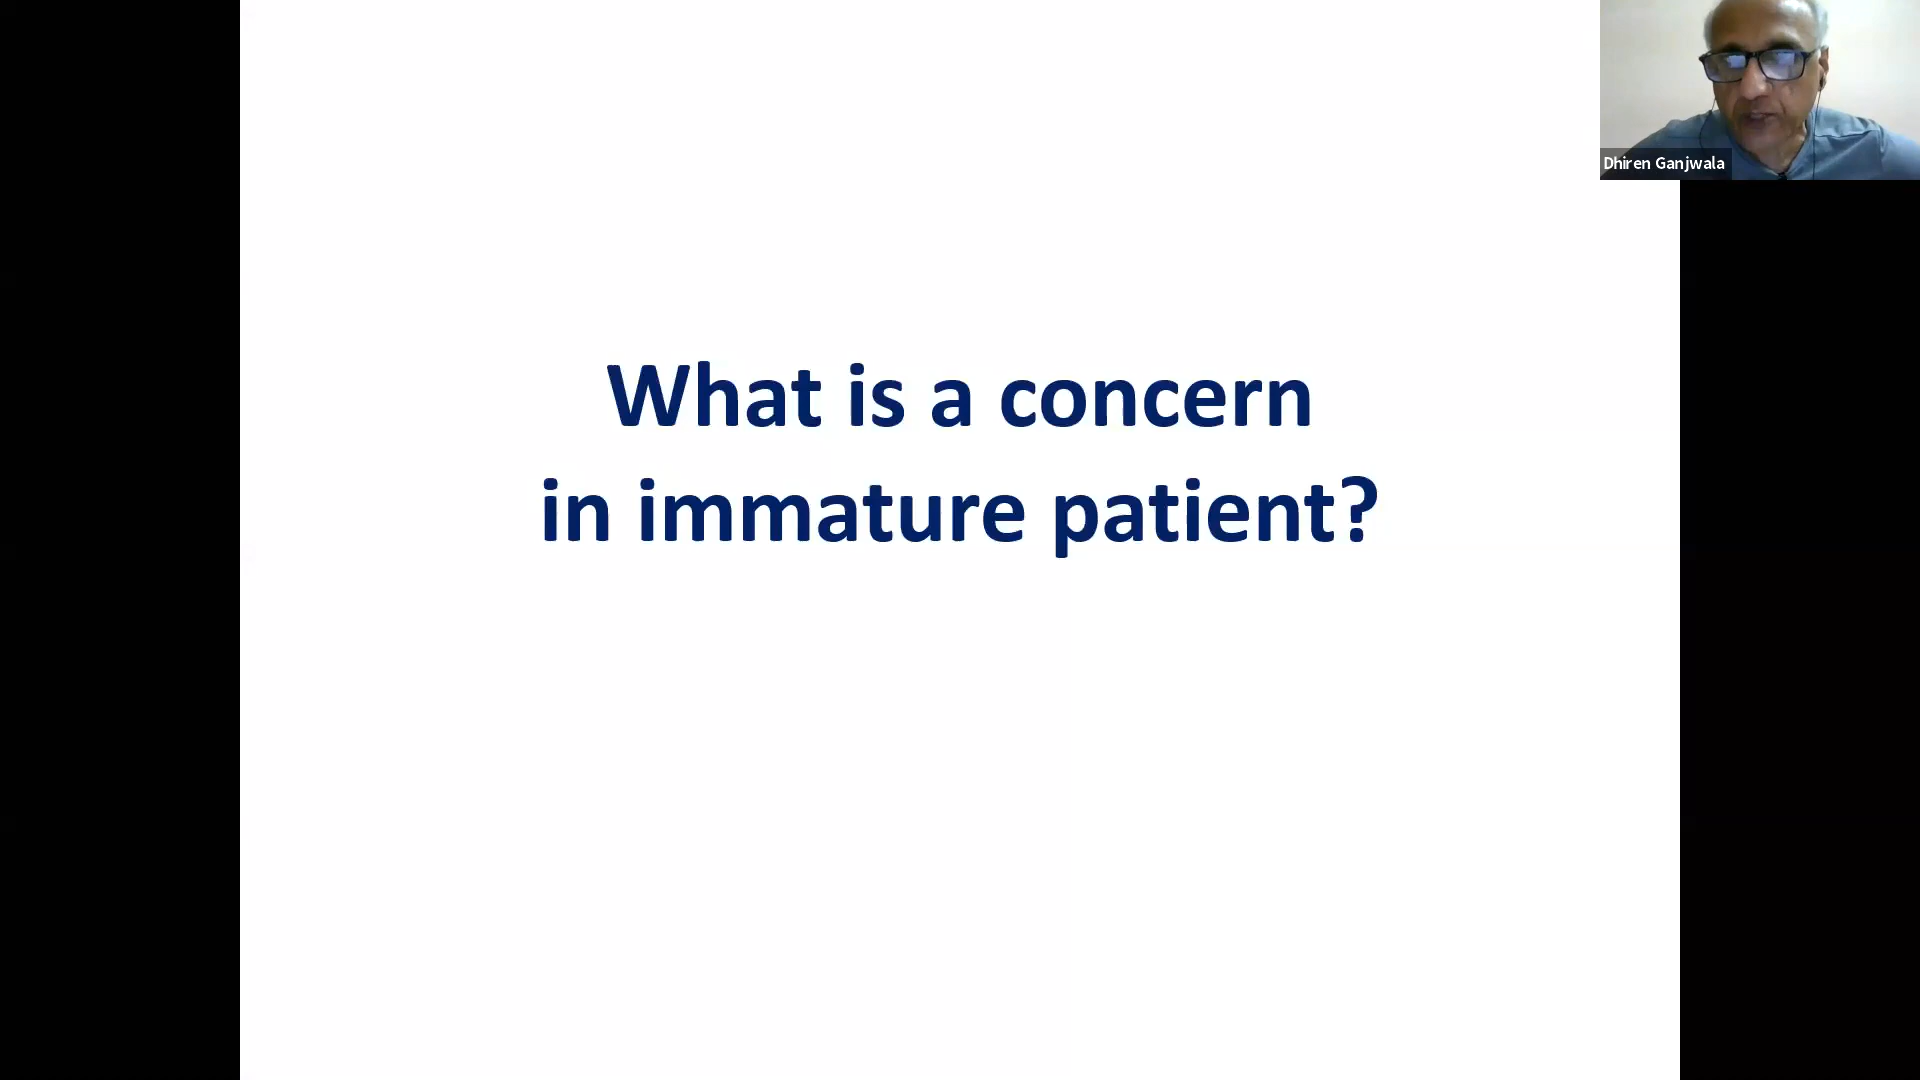 What is a concern
in immature patient?
Dhiren Ganjwala